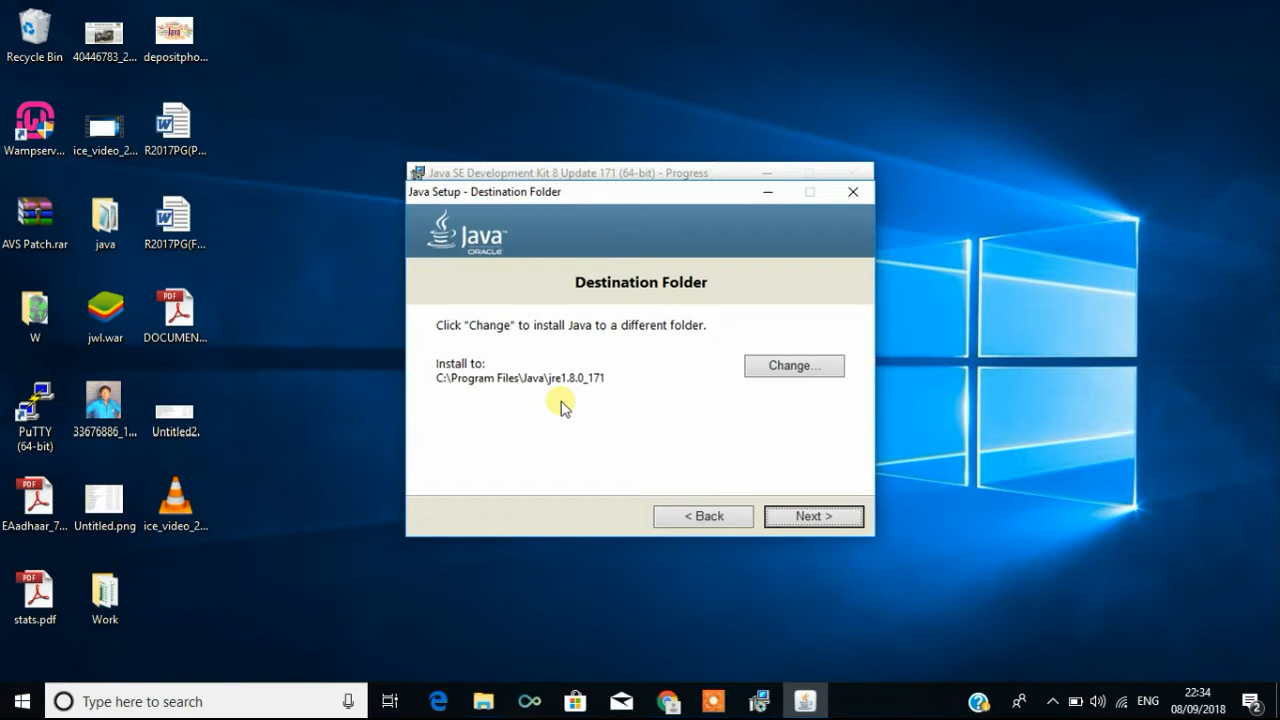 Recycle Bin
40446783_2...
depositpho...
Wampserv...
ice_video_2...
R2017PG(P...
AVS Patch.rar
java
R2017PG(F...
W
jwl.war
DOCUMEN...
PuTTY
(64-bit)
33676886_1...
Untitled2.
EAadhaar_7...
Untitled.png
ice_video_2...
stats.pdf
Work
Java SE Development Kit 8 Update 171 (64-bit) - Progress
Java Setup - Destination Folder
Java
ORACLE
Destination Folder
Click "Change" to install Java to a different folder.
Install to:
C:\Program Files\Java\jre1.8.0_171
Change...
< Back
Next >
Type here to search
ENG
22:34
08/09/2018
2